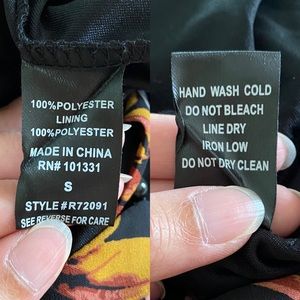 100%POLYESTER
LINING
100%POLYESTER
MADE IN CHINA
RN# 101331
S
STYLE#R72091
SEE REVERSE FOR CARE
HAND WASH COLD
DO NOT BLEACH
LINE DRY
IRON LOW
DO NOT DRY CLEAN